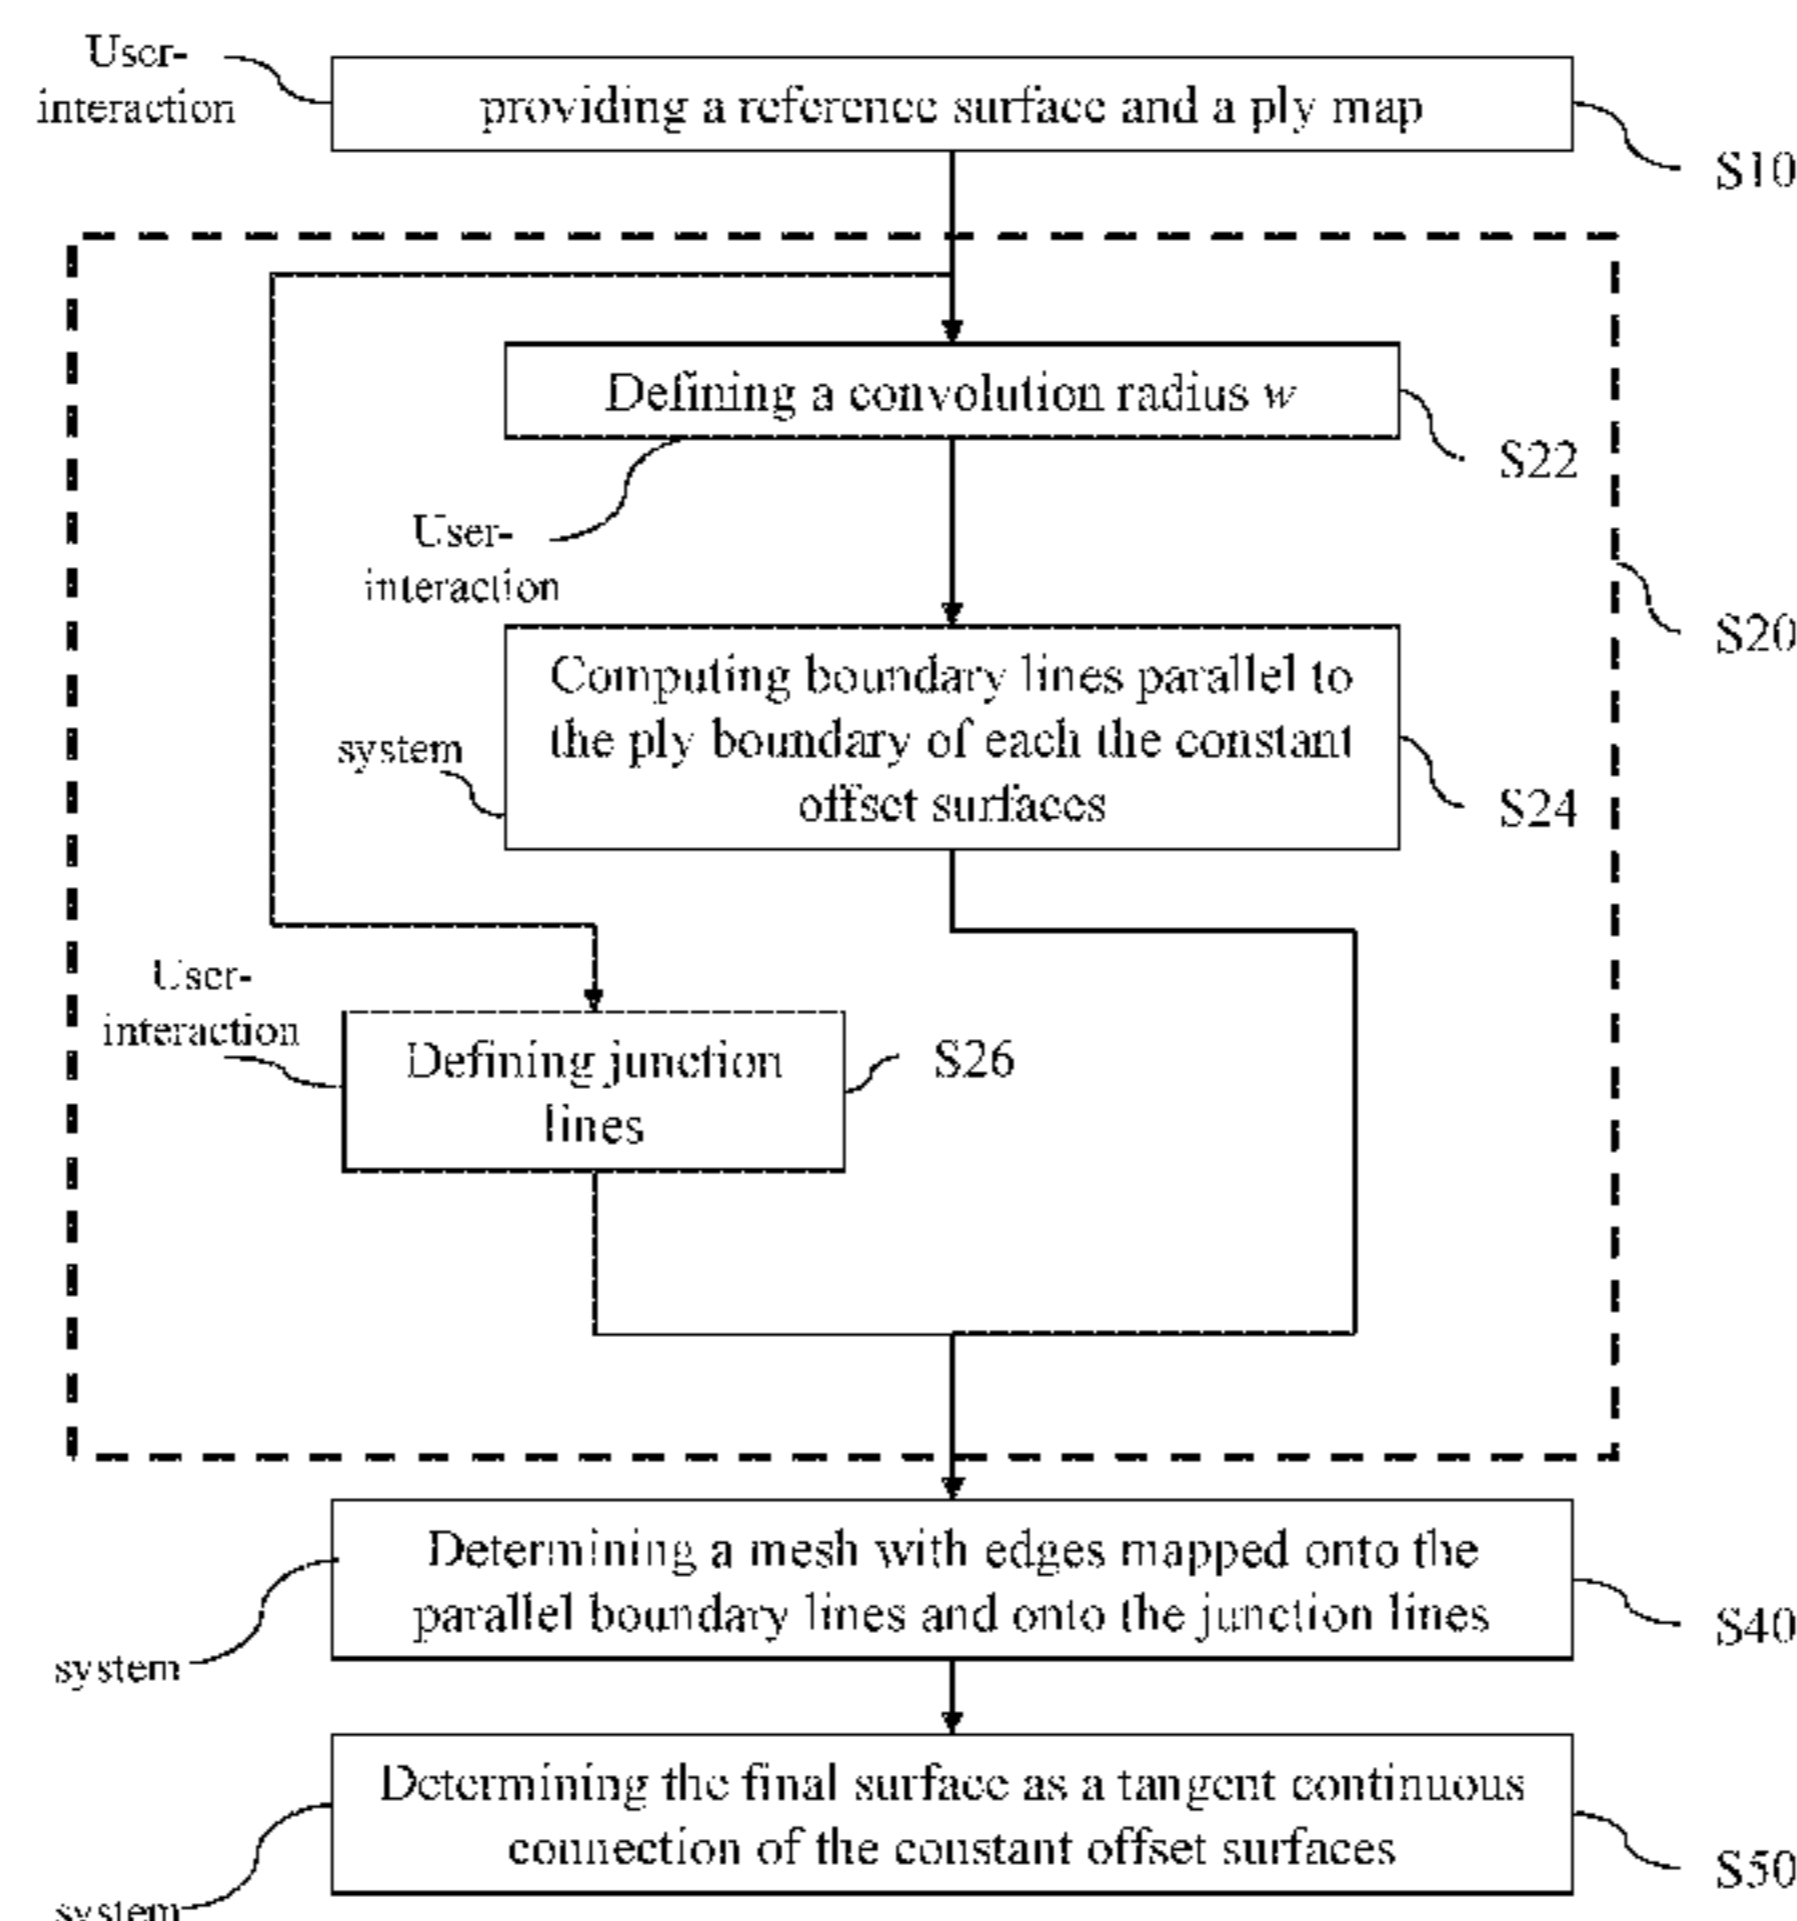 User-
interaction
providing a reference surface and a ply map
S10
Defining a convolution radius w
S22
User-
interaction
S20
Computing boundary lines parallel to
the ply boundary of each the constant
offset surfaces
system
S24
User-
interaction
Defining junction
lines
S26
Determining a mesh with edges mapped onto the
parallel boundary lines and onto the junction lines
S40
system
Determining the final surface as a tangent continuous
connection of the constant offset surfaces
S50
system